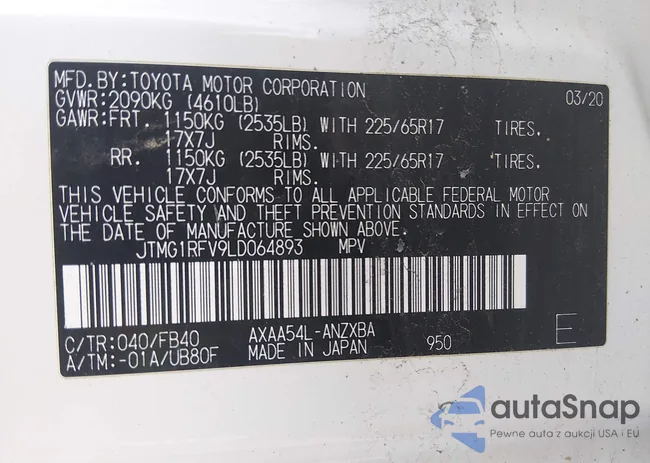 MFD.BY:TOYOTA MOTOR CORPORATION 03/20
GVWR:2090KG (4610LB)
GAWR:FRT. 1150KG (2535LB) WITH 225/65R17 TIRES.
17X7J RIMS.
RR. 1150KG (2535LB) WITH 225/65R17 TIRES.
17X7J RIMS.
THIS VEHICLE CONFORMS TO ALL APPLICABLE FEDERAL MOTOR
VEHICLE SAFETY AND THEFT PREVENTION STANDARDS IN EFFECT ON
THE DATE OF MANUFACTURE SHOWN ABOVE.
JTMG1RFV9LD064893 MPV
C/TR:040/FB40 AXAA54L-ANZXBA
A/TM:-01A/UB80F MADE IN JAPAN 950 E
autaSnap
Pewne auta z aukcji USA i EU